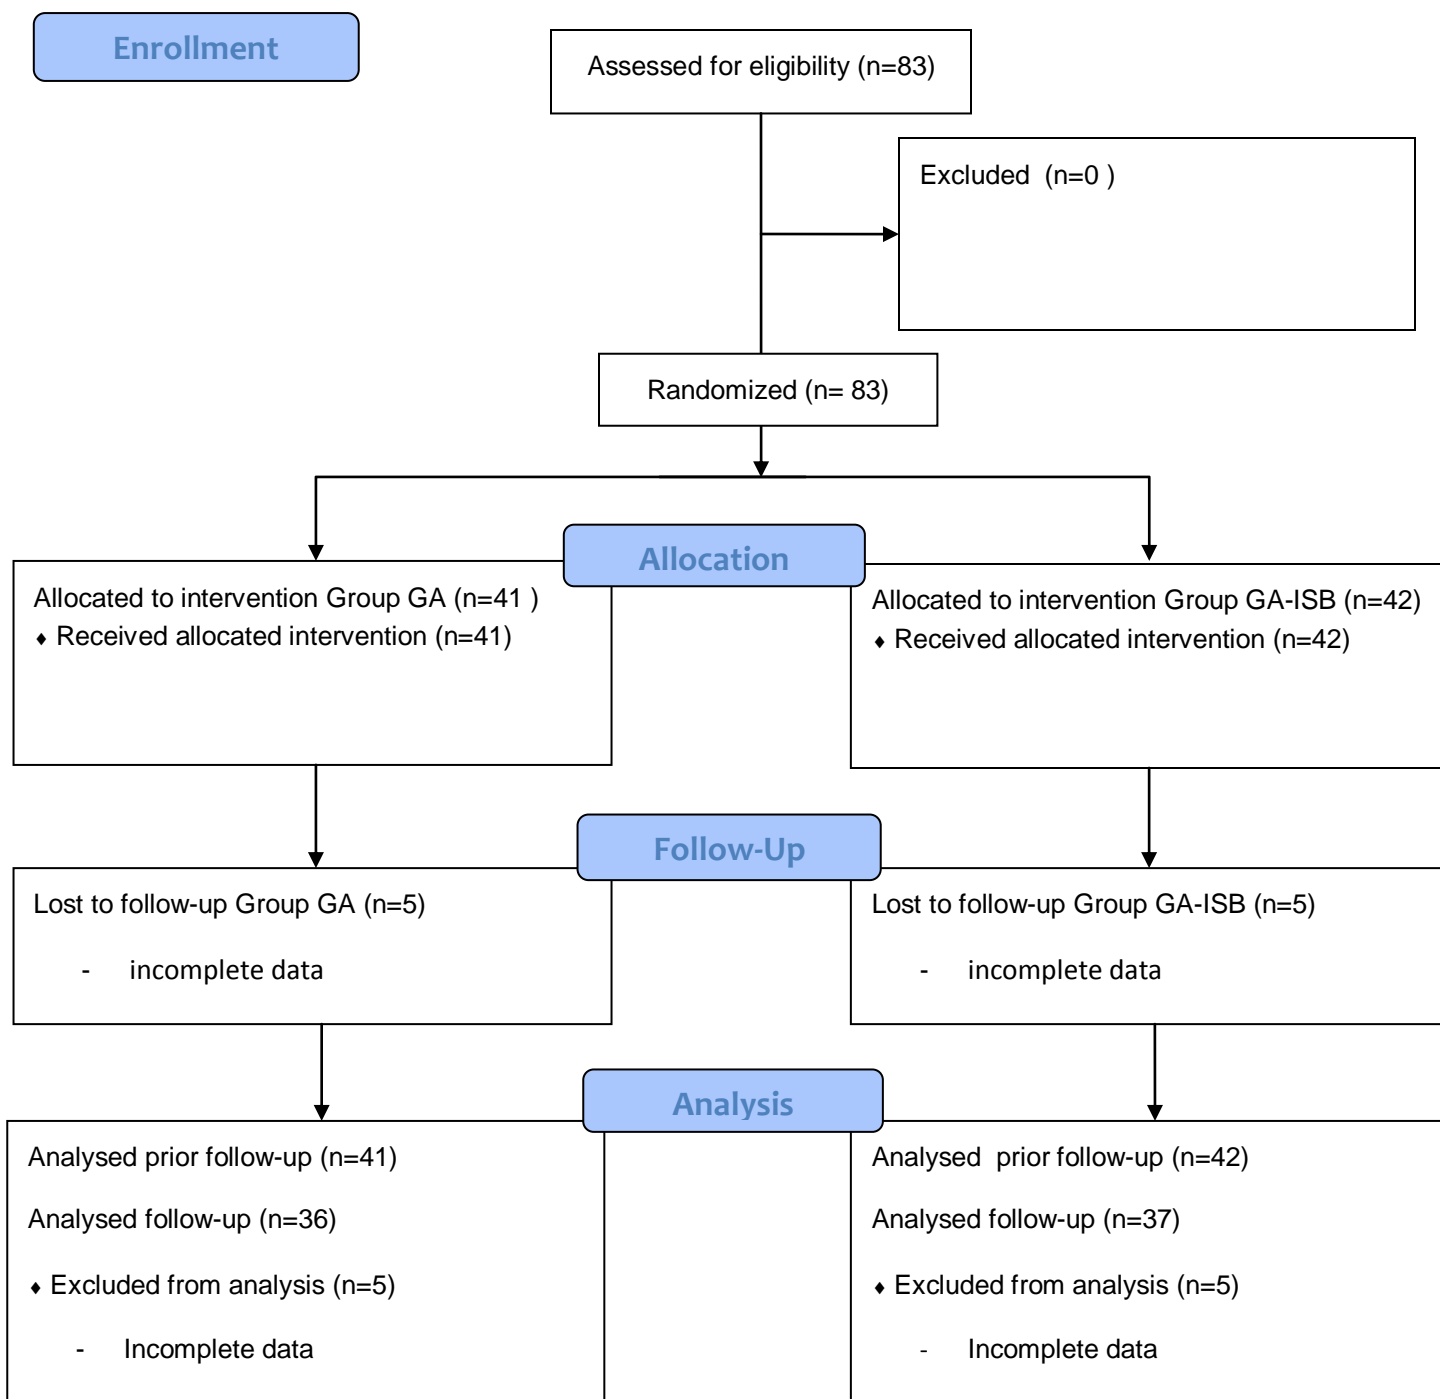 Enrollment
Assessed for eligibility (n=83)
Excluded  (n=0 )
Randomized (n= 83)
Allocation
Allocated to intervention Group GA (n=41 )
♦ Received allocated intervention (n=41)
Allocated to intervention Group GA-ISB (n=42)
♦ Received allocated intervention (n=42)
Follow-Up
Lost to follow-up Group GA (n=5)
- incomplete data
Lost to follow-up Group GA-ISB (n=5)
- incomplete data
Analysis
Analysed prior follow-up (n=41)
Analysed follow-up (n=36)
♦ Excluded from analysis (n=5)
- Incomplete data
Analysed  prior follow-up (n=42)
Analysed follow-up (n=37)
♦ Excluded from analysis (n=5)
- Incomplete data